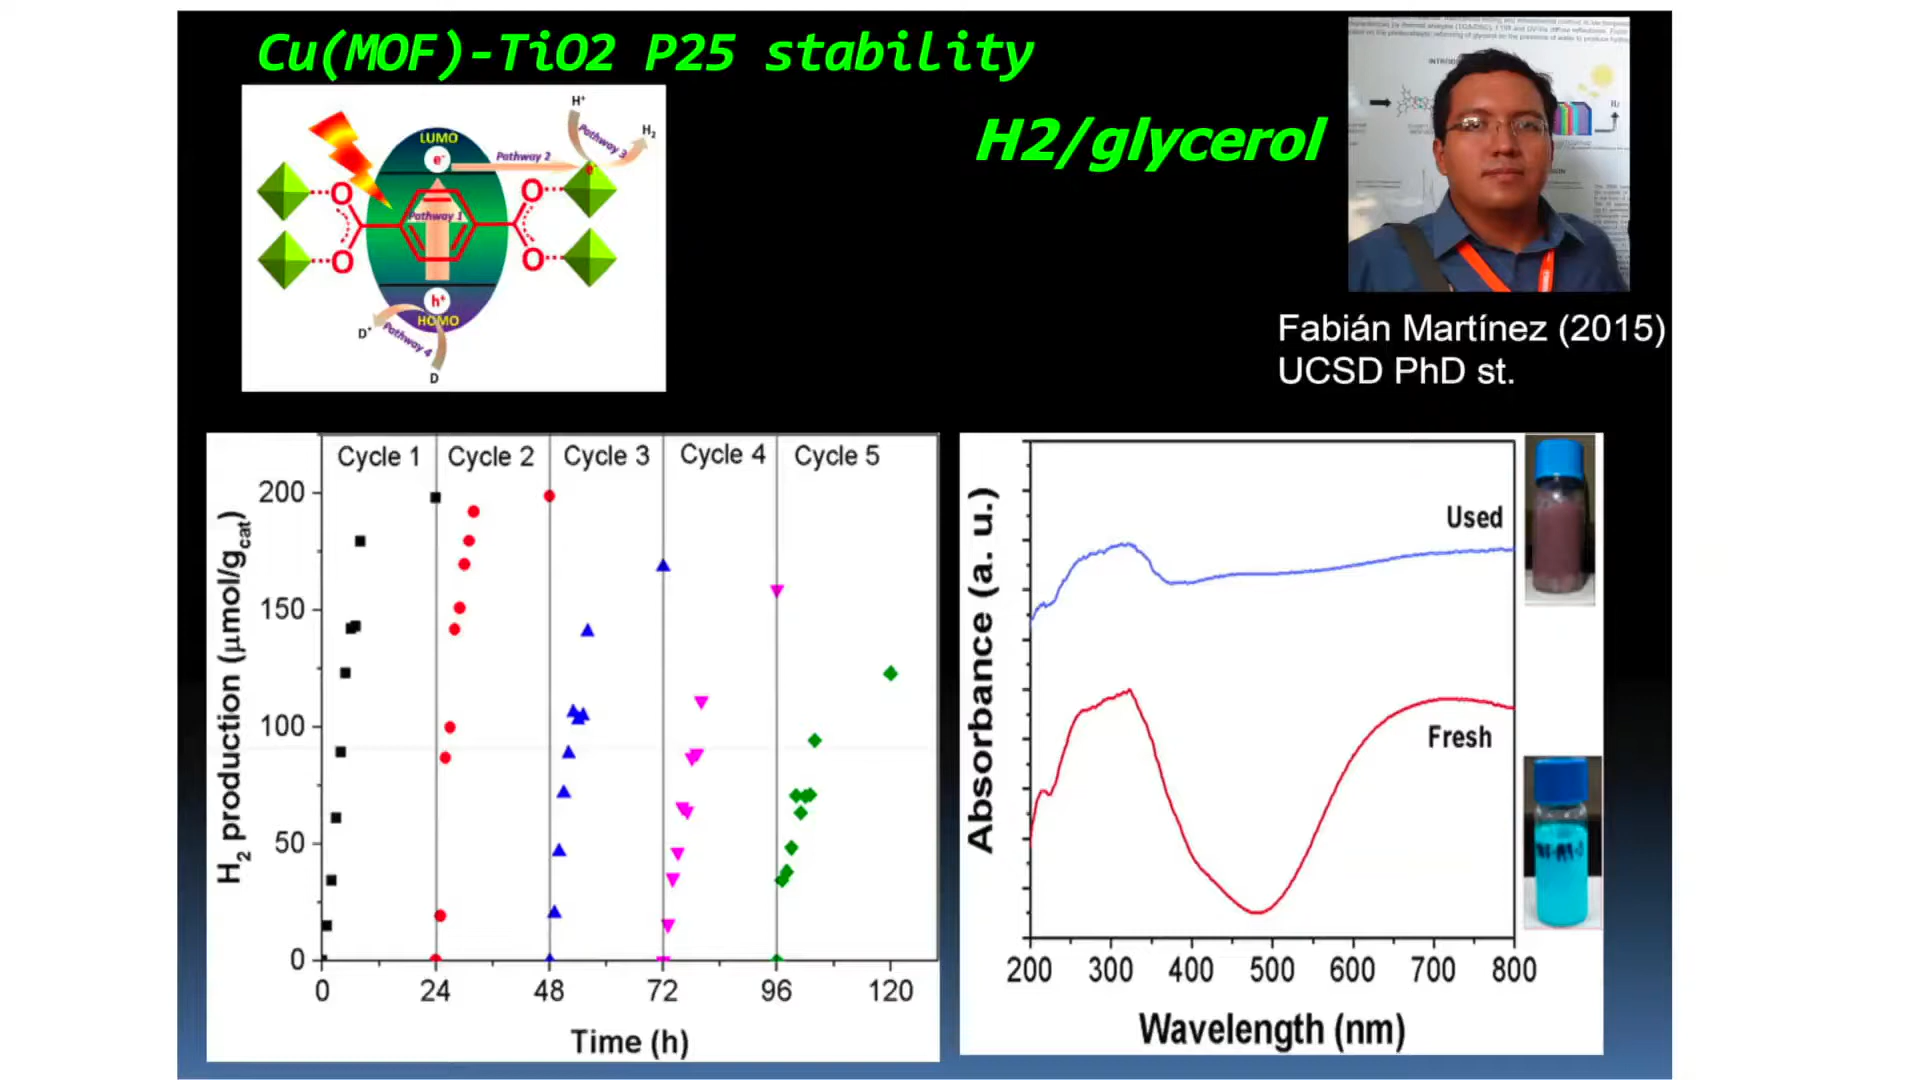 Cu(MOF)-TiO2 P25 stability
H2/glycerol
INTROD
H₂
LUMO
e⁻
Pathway 1
Pathway 2
e⁻
H⁺
Pathway 3
H₂
O
O
O
O
h⁺
HOMO
D⁺
Pathway 4
D
Fabián Martínez (2015)
UCSD PhD st.
Cycle 1 Cycle 2 Cycle 3 Cycle 4 Cycle 5
H₂ production (μmol/gcat)
200
150
100
50
0
0 24 48 72 96 120
Time (h)
Absorbance (a. u.)
Used
Fresh
200 300 400 500 600 700 800
Wavelength (nm)